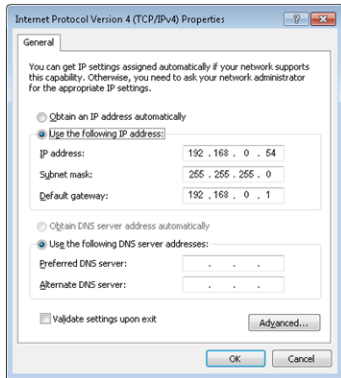 Internet Protocol Version 4 (TCP/IPv4) Properties
General
You can get IP settings assigned automatically if your network supports
this capability. Otherwise, you need to ask your network administrator
for the appropriate IP settings.
Obtain an IP address automatically
Use the following IP address:
IP address: 192 . 168 . 0 . 54
Subnet mask: 255 . 255 . 255 . 0
Default gateway: 192 . 168 . 0 . 1
Obtain DNS server address automatically
Use the following DNS server addresses:
Preferred DNS server: . . .
Alternate DNS server: . . .
Validate settings upon exit
Advanced...
OK Cancel